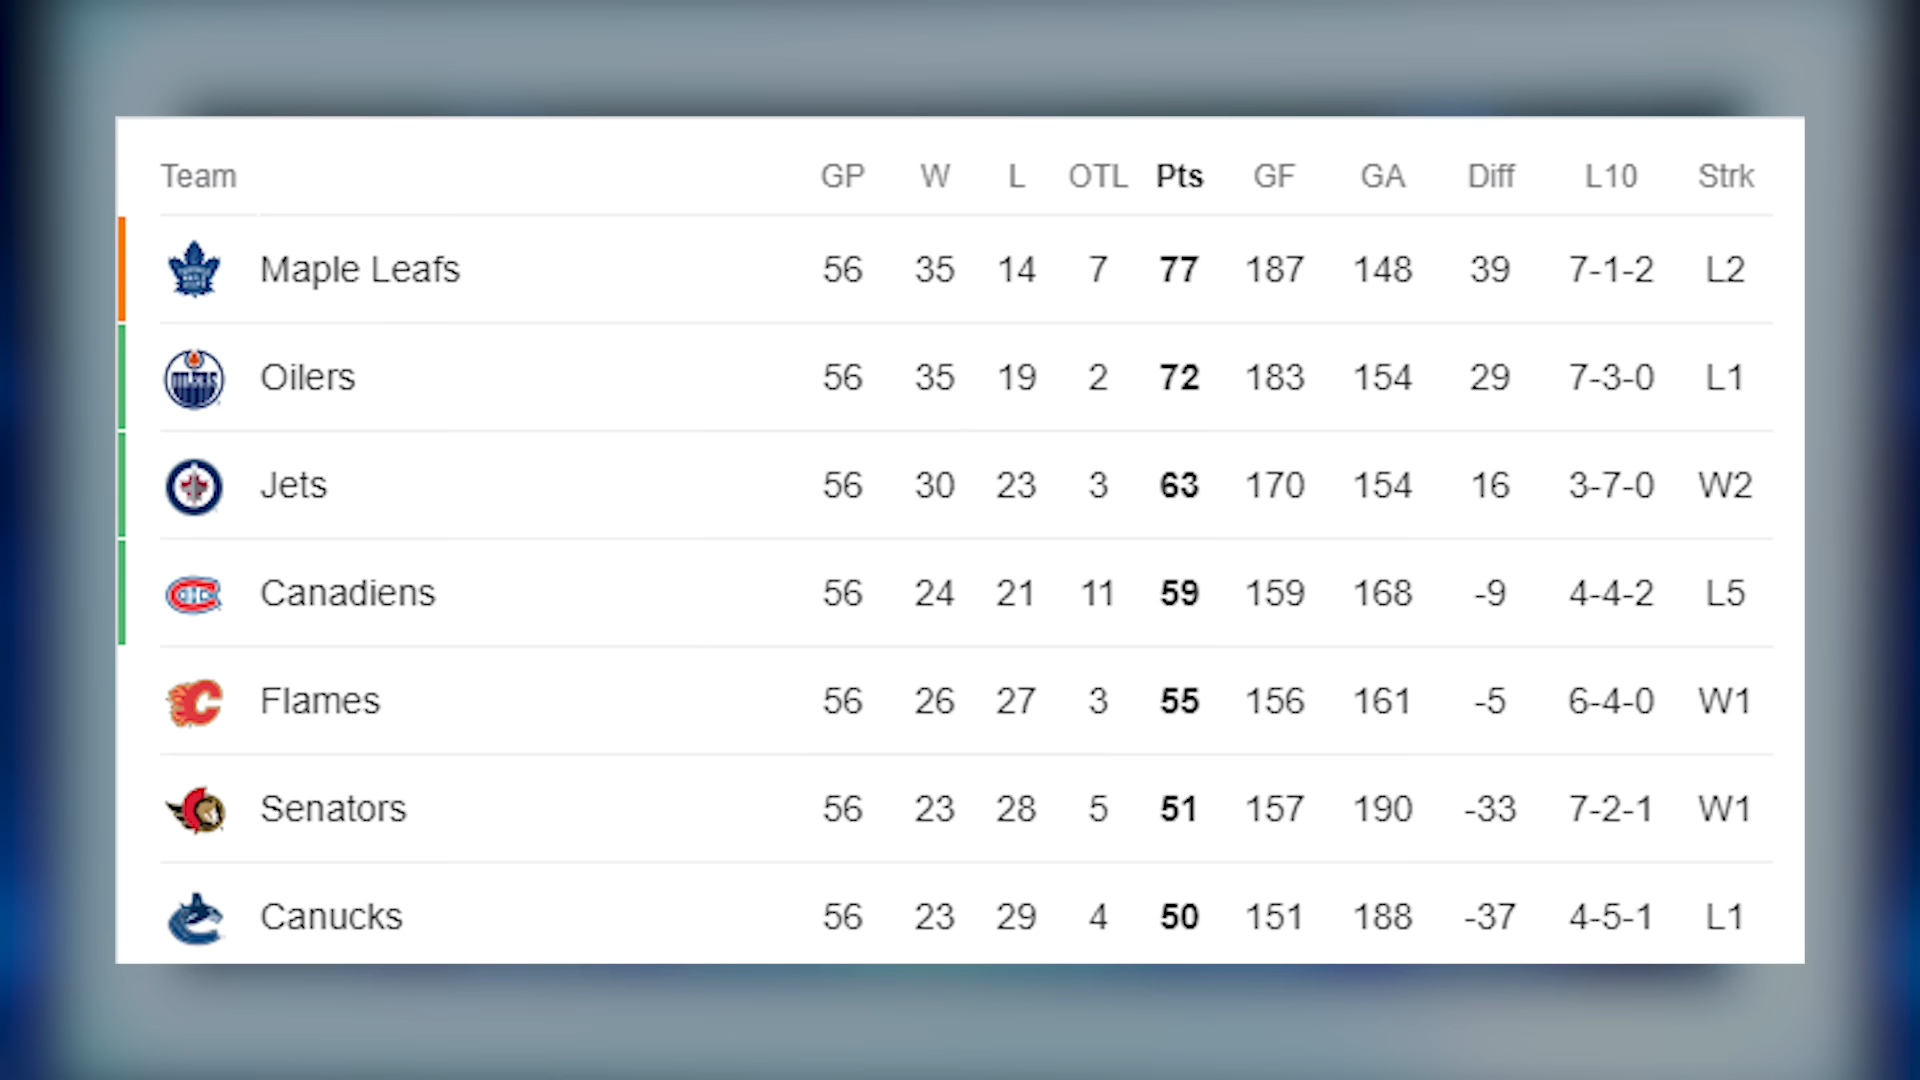 Team GP W L OTL Pts GF GA Diff L10 Strk
Maple Leafs 56 35 14 7 77 187 148 39 7-1-2 L2
Oilers 56 35 19 2 72 183 154 29 7-3-0 L1
Jets 56 30 23 3 63 170 154 16 3-7-0 W2
Canadiens 56 24 21 11 59 159 168 -9 4-4-2 L5
Flames 56 26 27 3 55 156 161 -5 6-4-0 W1
Senators 56 23 28 5 51 157 190 -33 7-2-1 W1
Canucks 56 23 29 4 50 151 188 -37 4-5-1 L1